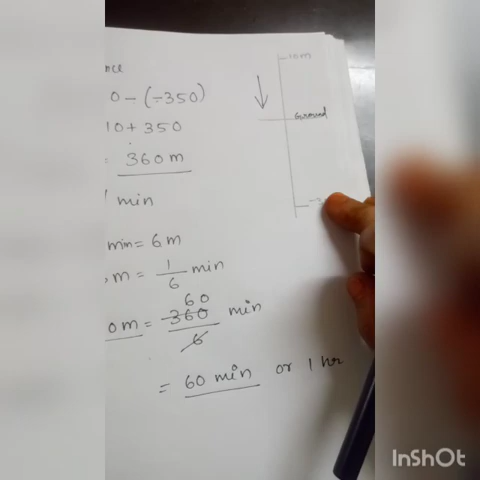 10m
nce
0 - (-350)
10 + 350
= 360 m
min
Ground
min = 6 m
m = 1/6 min
0 m = 360/6 min
60
= 60 min or 1 hr
InShOt